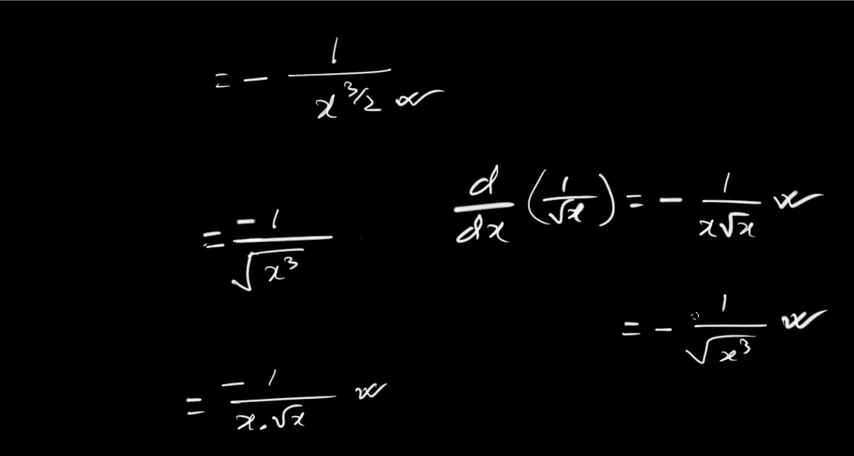 = - 1 / x^3/2
= -1 / √x³
= -1 / x.√x
d/dx (1/√x) = - 1 / x√x
= - 1 / √x³